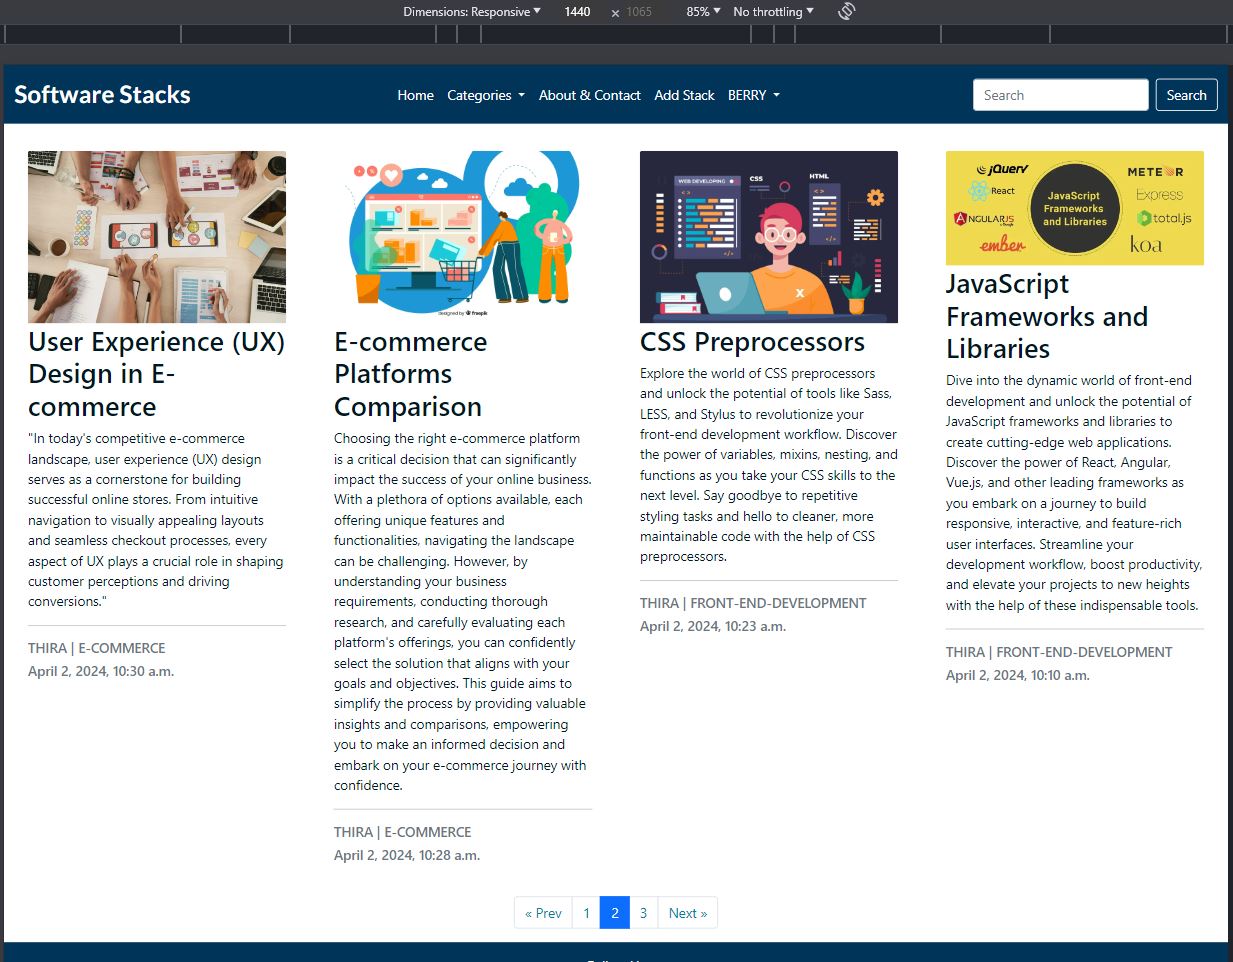 Dimensions: Responsive 1440 × 1065 85% No throttling
Software Stacks
Home Categories About & Contact Add Stack BERRY
Search Search
designed by freepik
WEB DEVELOPING
CSS
HTML
jQuery
React
ANGULARJS
by Google
ember
JavaScript
Frameworks
and Libraries
METEOR
Express
total.js
koa
User Experience (UX)
Design in E-
commerce
"In today's competitive e-commerce
landscape, user experience (UX) design
serves as a cornerstone for building
successful online stores. From intuitive
navigation to visually appealing layouts
and seamless checkout processes, every
aspect of UX plays a crucial role in shaping
customer perceptions and driving
conversions."
THIRA | E-COMMERCE
April 2, 2024, 10:30 a.m.
E-commerce
Platforms
Comparison
Choosing the right e-commerce platform
is a critical decision that can significantly
impact the success of your online business.
With a plethora of options available, each
offering unique features and
functionalities, navigating the landscape
can be challenging. However, by
understanding your business
requirements, conducting thorough
research, and carefully evaluating each
platform's offerings, you can confidently
select the solution that aligns with your
goals and objectives. This guide aims to
simplify the process by providing valuable
insights and comparisons, empowering
you to make an informed decision and
embark on your e-commerce journey with
confidence.
THIRA | E-COMMERCE
April 2, 2024, 10:28 a.m.
CSS Preprocessors
Explore the world of CSS preprocessors
and unlock the potential of tools like Sass,
LESS, and Stylus to revolutionize your
front-end development workflow. Discover
the power of variables, mixins, nesting, and
functions as you take your CSS skills to the
next level. Say goodbye to repetitive
styling tasks and hello to cleaner, more
maintainable code with the help of CSS
preprocessors.
THIRA | FRONT-END-DEVELOPMENT
April 2, 2024, 10:23 a.m.
JavaScript
Frameworks and
Libraries
Dive into the dynamic world of front-end
development and unlock the potential of
JavaScript frameworks and libraries to
create cutting-edge web applications.
Discover the power of React, Angular,
Vue.js, and other leading frameworks as
you embark on a journey to build
responsive, interactive, and feature-rich
user interfaces. Streamline your
development workflow, boost productivity,
and elevate your projects to new heights
with the help of these indispensable tools.
THIRA | FRONT-END-DEVELOPMENT
April 2, 2024, 10:10 a.m.
« Prev 1 2 3 Next »